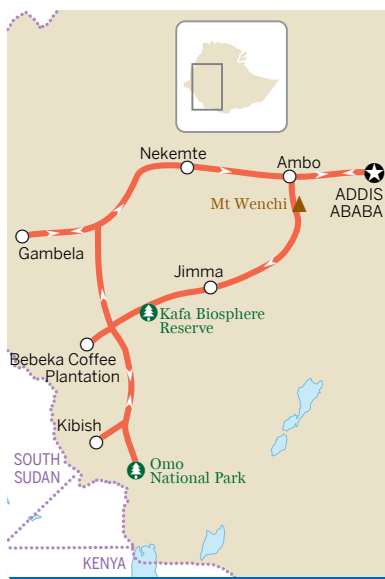 Nekemte
Ambo
ADDIS
ABABA
Mt Wenchi
Gambela
Jimma
Kafa Biosphere
Reserve
Bebeka Coffee
Plantation
Kibish
Omo
National Park
SOUTH
SUDAN
KENYA